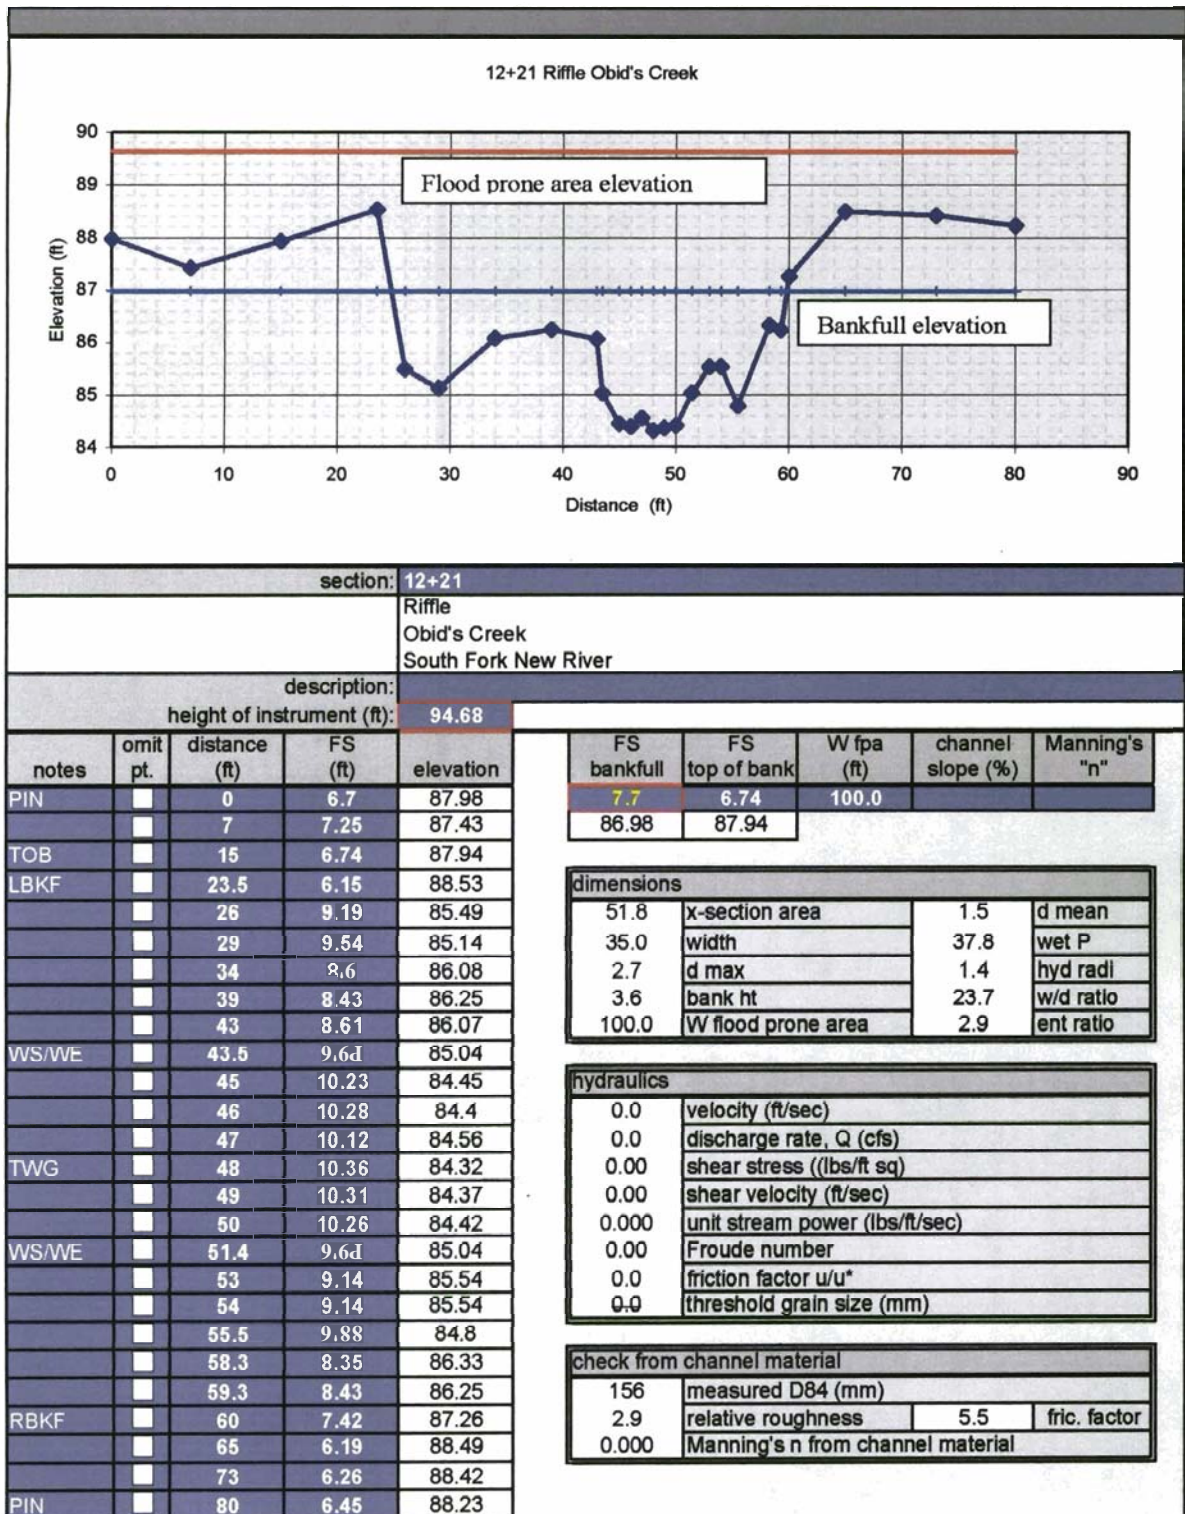 12+21 Riffle Obid's Creek
90
89
88
87
86
85
84
Elevation (ft)
Flood prone area elevation
Bankfull elevation
0 10 20 30 40 50 60 70 80 90
Distance (ft)
section: 12+21
Riffle
Obid's Creek
South Fork New River
description:
height of instrument (ft): 94.68
notes omit pt. distance (ft) FS (ft) elevation
PIN 0 6.7 87.98
7 7.25 87.43
TOB 15 6.74 87.94
LBKF 23.5 6.15 88.53
26 9.19 85.49
29 9.54 85.14
34 8.6 86.08
39 8.43 86.25
43 8.61 86.07
WS/WE 43.5 9.6d 85.04
45 10.23 84.45
46 10.28 84.4
47 10.12 84.56
TWG 48 10.36 84.32
49 10.31 84.37
50 10.26 84.42
WS/WE 51.4 9.6d 85.04
53 9.14 85.54
54 9.14 85.54
55.5 9.88 84.8
58.3 8.35 86.33
59.3 8.43 86.25
RBKF 60 7.42 87.26
65 6.19 88.49
73 6.26 88.42
PIN 80 6.45 88.23
FS bankfull FS top of bank W fpa (ft) channel slope (%) Manning's "n"
7.7 6.74 100.0
86.98 87.94
dimensions
51.8 x-section area 1.5 d mean
35.0 width 37.8 wet P
2.7 d max 1.4 hyd radi
3.6 bank ht 23.7 w/d ratio
100.0 W flood prone area 2.9 ent ratio
hydraulics
0.0 velocity (ft/sec)
0.0 discharge rate, Q (cfs)
0.00 shear stress ((lbs/ft sq)
0.00 shear velocity (ft/sec)
0.000 unit stream power (lbs/ft/sec)
0.00 Froude number
0.0 friction factor u/u*
0.0 threshold grain size (mm)
check from channel material
156 measured D84 (mm)
2.9 relative roughness 5.5 fric. factor
0.000 Manning's n from channel material